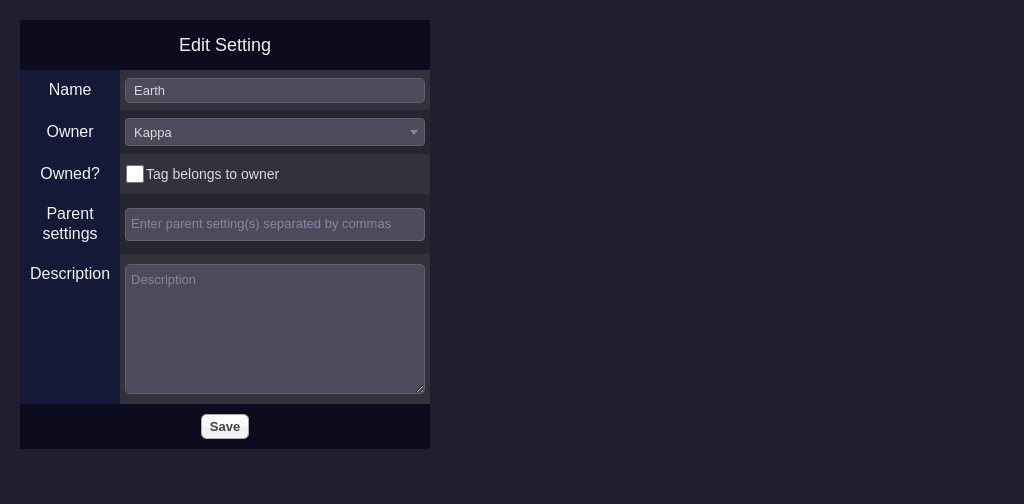 Edit Setting
Name
Earth
Owner
Kappa
Owned?
Tag belongs to owner
Parent
settings
Enter parent setting(s) separated by commas
Description
Description
Save